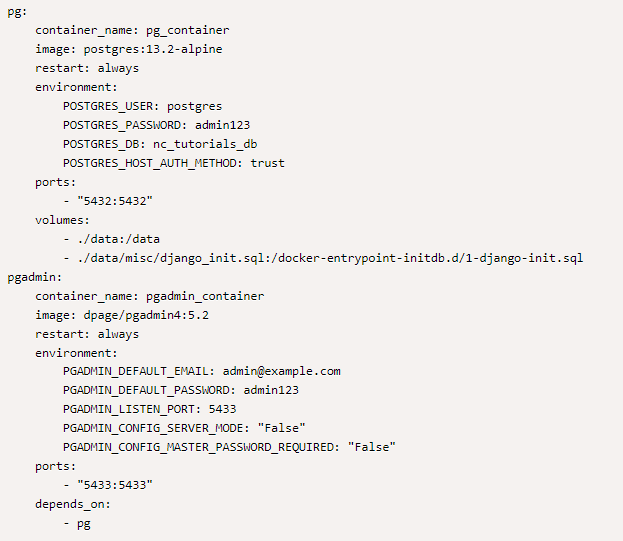 pg:
    container_name: pg_container
    image: postgres:13.2-alpine
    restart: always
    environment:
        POSTGRES_USER: postgres
        POSTGRES_PASSWORD: admin123
        POSTGRES_DB: nc_tutorials_db
        POSTGRES_HOST_AUTH_METHOD: trust
    ports:
        - "5432:5432"
    volumes:
        - ./data:/data
        - ./data/misc/django_init.sql:/docker-entrypoint-initdb.d/1-django-init.sql
pgadmin:
    container_name: pgadmin_container
    image: dpage/pgadmin4:5.2
    restart: always
    environment:
        PGADMIN_DEFAULT_EMAIL: admin@example.com
        PGADMIN_DEFAULT_PASSWORD: admin123
        PGADMIN_LISTEN_PORT: 5433
        PGADMIN_CONFIG_SERVER_MODE: "False"
        PGADMIN_CONFIG_MASTER_PASSWORD_REQUIRED: "False"
    ports:
        - "5433:5433"
    depends_on:
        - pg